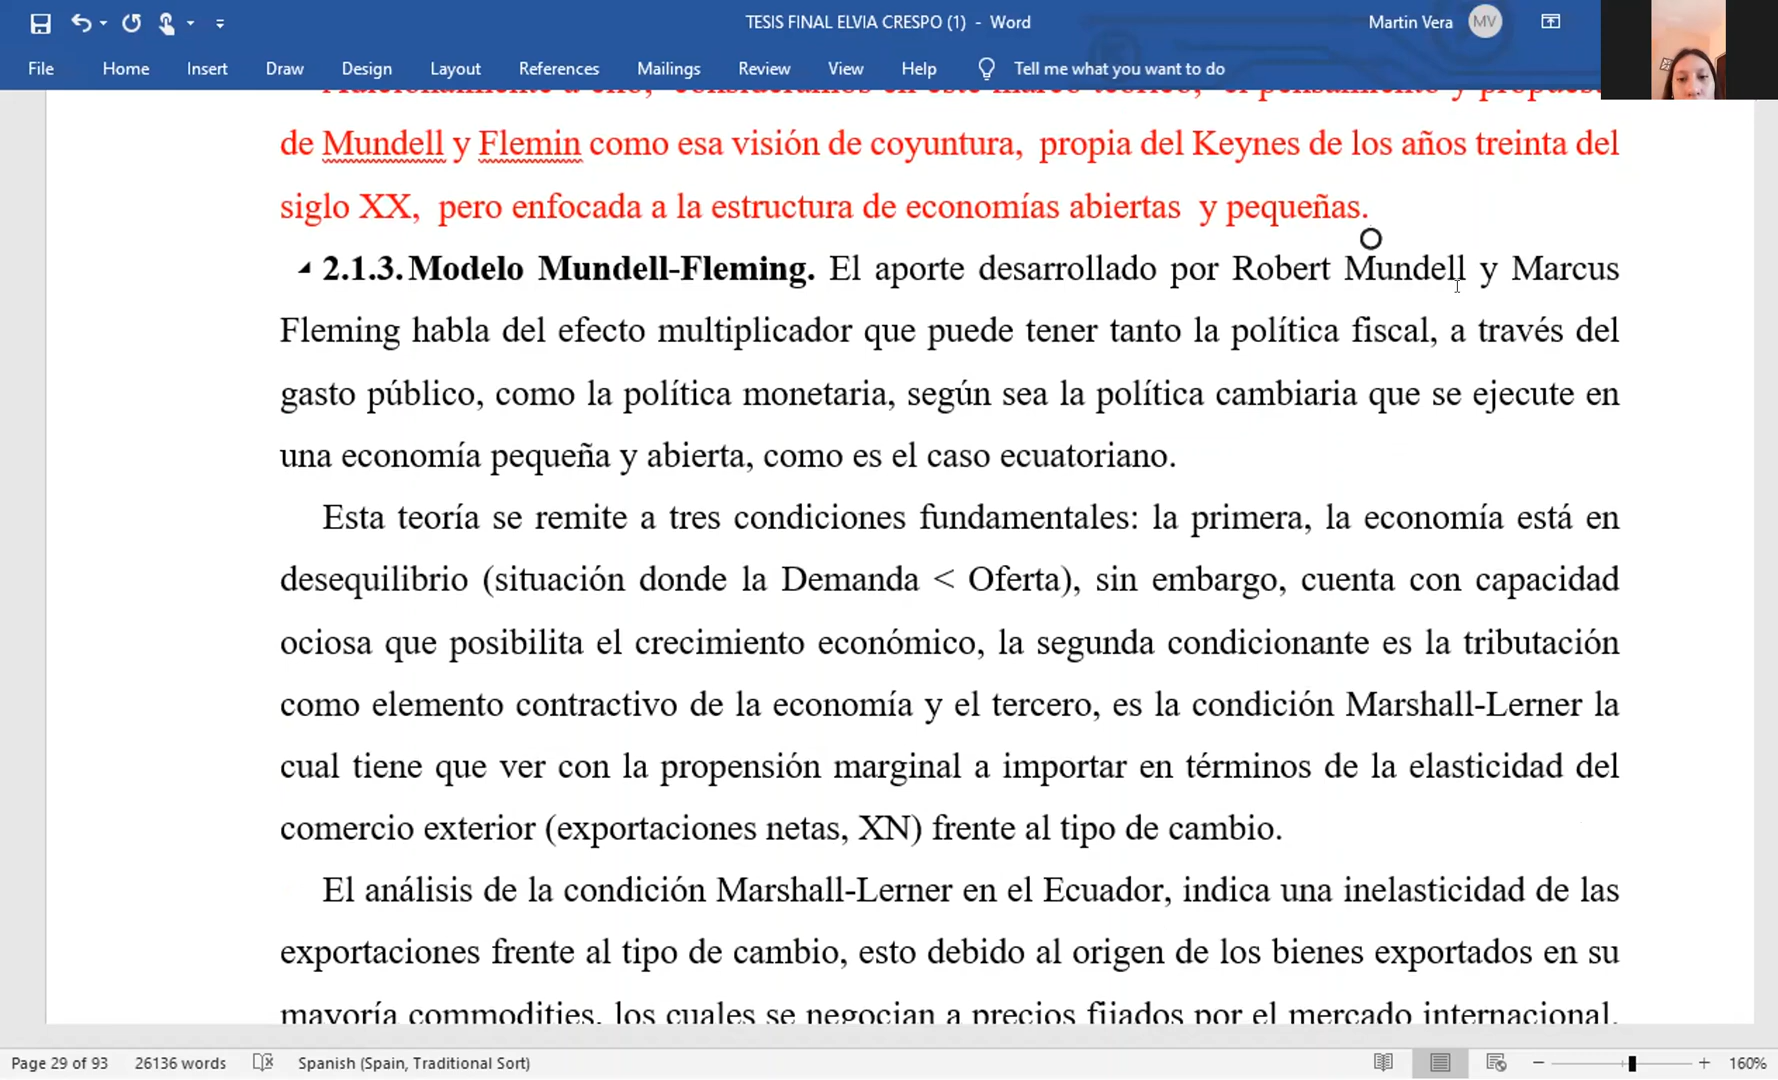 TESIS FINAL ELVIA CRESPO (1) - Word
Martin Vera MV
File Home Insert Draw Design Layout References Mailings Review View Help Tell me what you want to do
Adicionalmente a ello, consideramos en este marco teórico, el pensamiento y
de Mundell y Flemin como esa visión de coyuntura, propia del Keynes de los años treinta del
siglo XX, pero enfocada a la estructura de economías abiertas y pequeñas.
2.1.3. Modelo Mundell-Fleming. El aporte desarrollado por Robert Mundell y Marcus
Fleming habla del efecto multiplicador que puede tener tanto la política fiscal, a través del
gasto público, como la política monetaria, según sea la política cambiaria que se ejecute en
una economía pequeña y abierta, como es el caso ecuatoriano.
Esta teoría se remite a tres condiciones fundamentales: la primera, la economía está en
desequilibrio (situación donde la Demanda < Oferta), sin embargo, cuenta con capacidad
ociosa que posibilita el crecimiento económico, la segunda condicionante es la tributación
como elemento contractivo de la economía y el tercero, es la condición Marshall-Lerner la
cual tiene que ver con la propensión marginal a importar en términos de la elasticidad del
comercio exterior (exportaciones netas, XN) frente al tipo de cambio.
El análisis de la condición Marshall-Lerner en el Ecuador, indica una inelasticidad de las
exportaciones frente al tipo de cambio, esto debido al origen de los bienes exportados en su
mayoría commodities, los cuales se negocian a precios fijados por el mercado internacional.
Page 29 of 93 26136 words Spanish (Spain, Traditional Sort) 160%